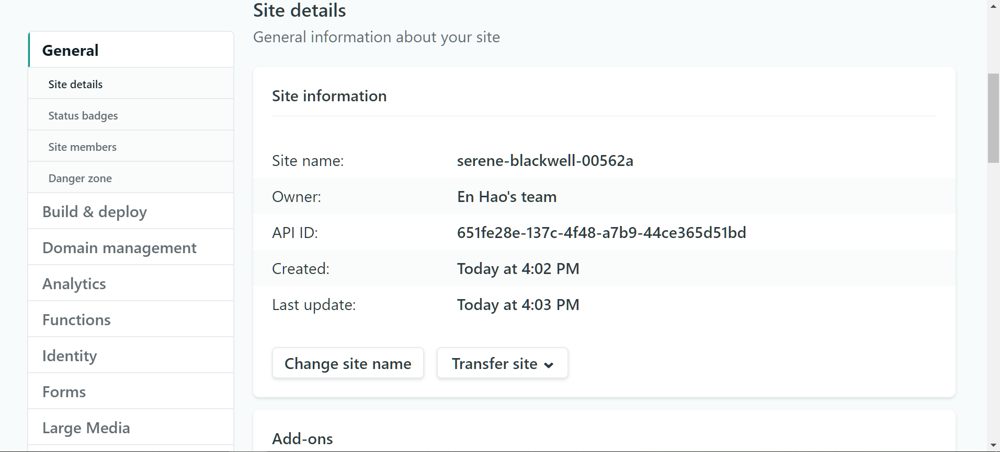 Site details
General information about your site
General
Site details
Status badges
Site members
Danger zone
Build & deploy
Domain management
Analytics
Functions
Identity
Forms
Large Media
Site information
Site name: serene-blackwell-00562a
Owner: En Hao's team
API ID: 651fe28e-137c-4f48-a7b9-44ce365d51bd
Created: Today at 4:02 PM
Last update: Today at 4:03 PM
Change site name Transfer site
Add-ons